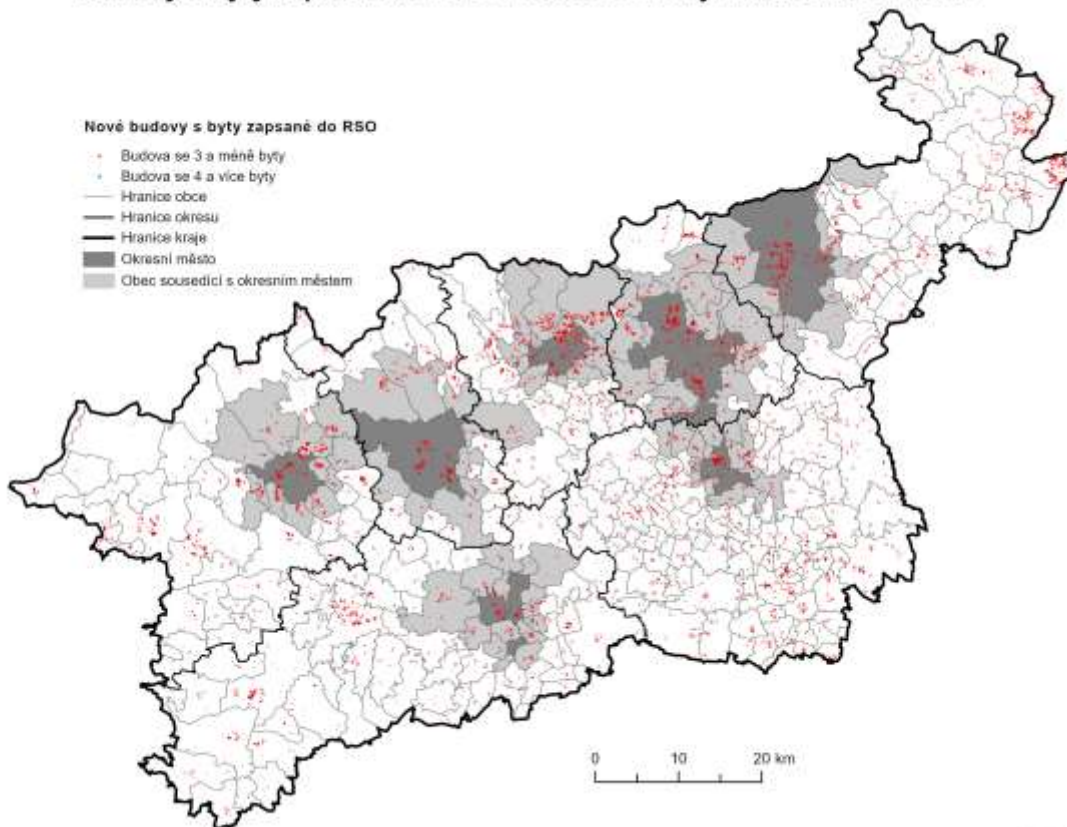 Nové budovy s byty zapsané do RSO
Budova se 3 a méně byty
Budova se 4 a více byty
Hranice obce
Hranice okresu
Hranice kraje
Okresní město
Obec sousedící s okresním městem
0 10 20 km